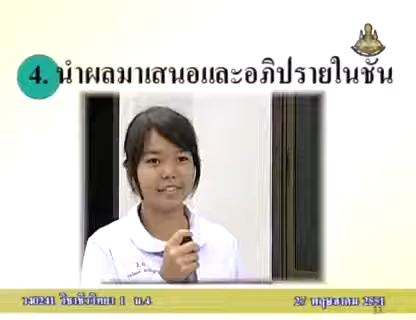 4. นำผลมาเสนอและอภิปรายในชั้น
ว40241 วิชาชีววิทยา 1 ม.4
27 พฤษภาคม 2551